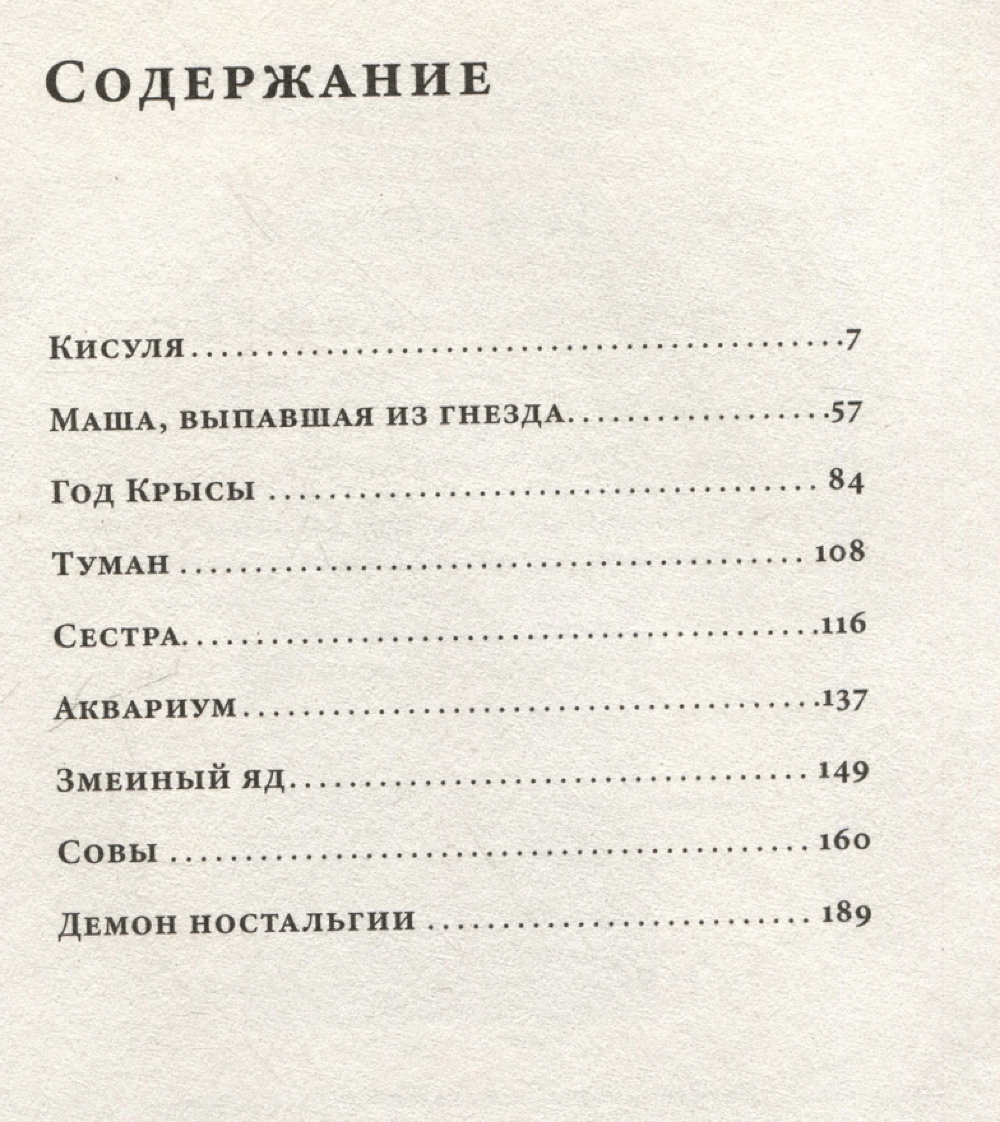 Содержание
Кисуля....................................................7
Маша, выпавшая из гнезда..................57
Год Крысы ..................................... 84
Туман .......................................... 108
Сестра..........................................116
Аквариум......................................137
Змеиный яд................................... 149
Совы ........................................... 160
Демон ностальгии .......................... 189